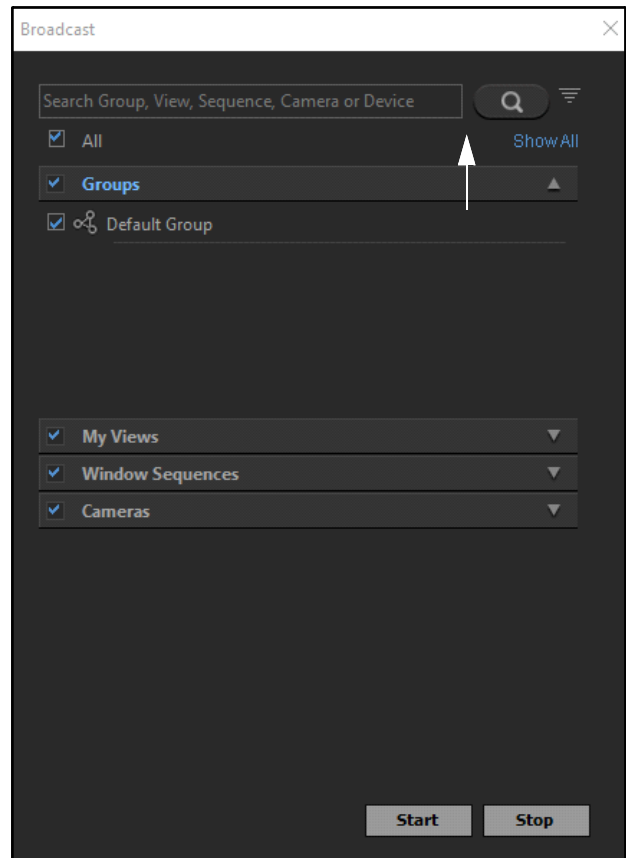 Broadcast
Search Group, View, Sequence, Camera or Device
All Show All
Groups
Default Group
My Views
Window Sequences
Cameras
Start Stop